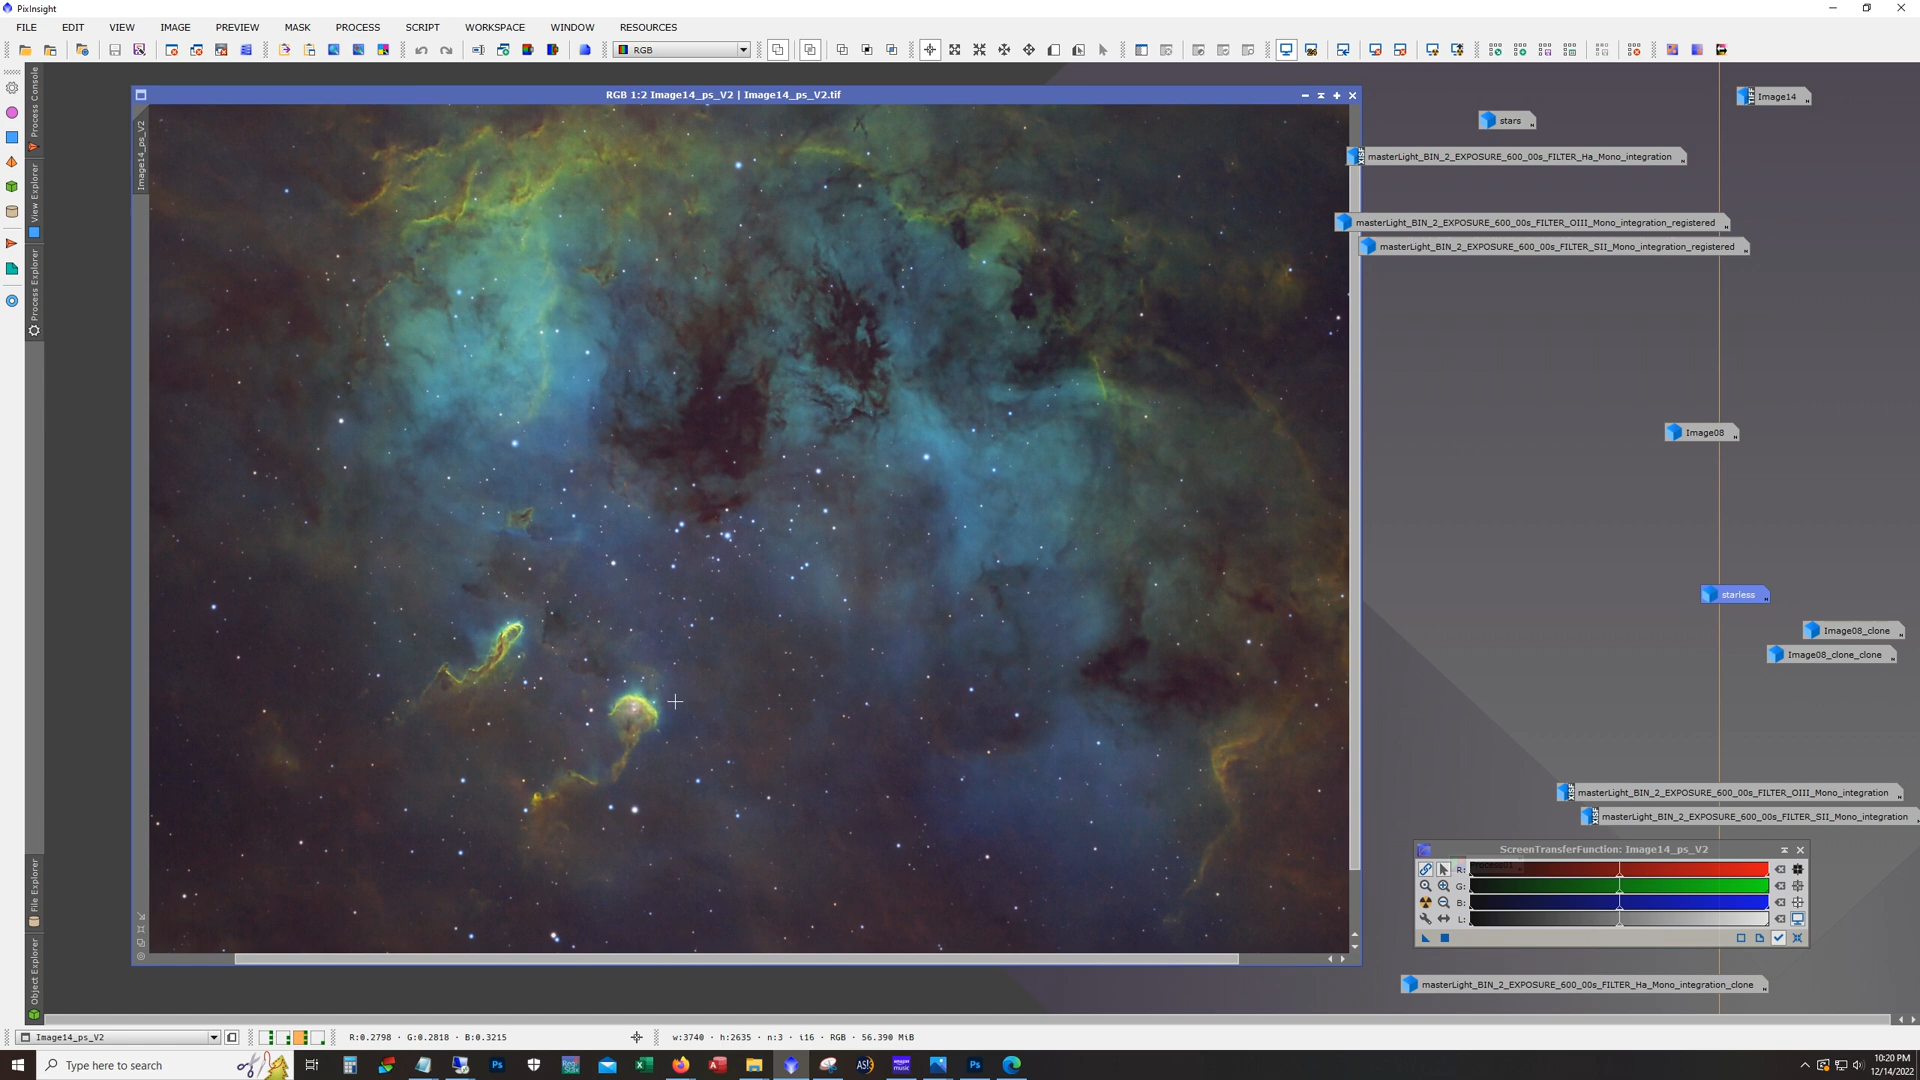 PixInsight
FILE EDIT VIEW IMAGE PROCESS SCRIPT WORKSPACE WINDOW RESOURCES
IMAGE PREVIEW MASK PROCESS
RGB
Process Console
View Explorer
Process Explorer
File Explorer
Object Explorer
RGB 1:2 Image14_ps_V2 | Image14_ps_V2.tif
Image14_ps_V2
Image14
stars
masterLight_BIN_2_EXPOSURE_600_00s_FILTER_Ha_Mono_integration
masterLight_BIN_2_EXPOSURE_600_00s_FILTER_OIII_Mono_integration_registered
masterLight_BIN_2_EXPOSURE_600_00s_FILTER_SII_Mono_integration_registered
Image08
starless
Image08_clone
Image08_clone_clone
masterLight_BIN_2_EXPOSURE_600_00s_FILTER_OIII_Mono_integration
masterLight_BIN_2_EXPOSURE_600_00s_FILTER_SII_Mono_integration
ScreenTransferFunction: Image14_ps_V2
R:
G:
B:
L:
masterLight_BIN_2_EXPOSURE_600_00s_FILTER_Ha_Mono_integration_clone
Image14_ps_V2
R:0.2798 · G:0.2818 · B:0.3215
w:3740 · h:2635 · n:3 · i16 · RGB · 56.390 MiB
Type here to search
10:20 PM
12/14/2022